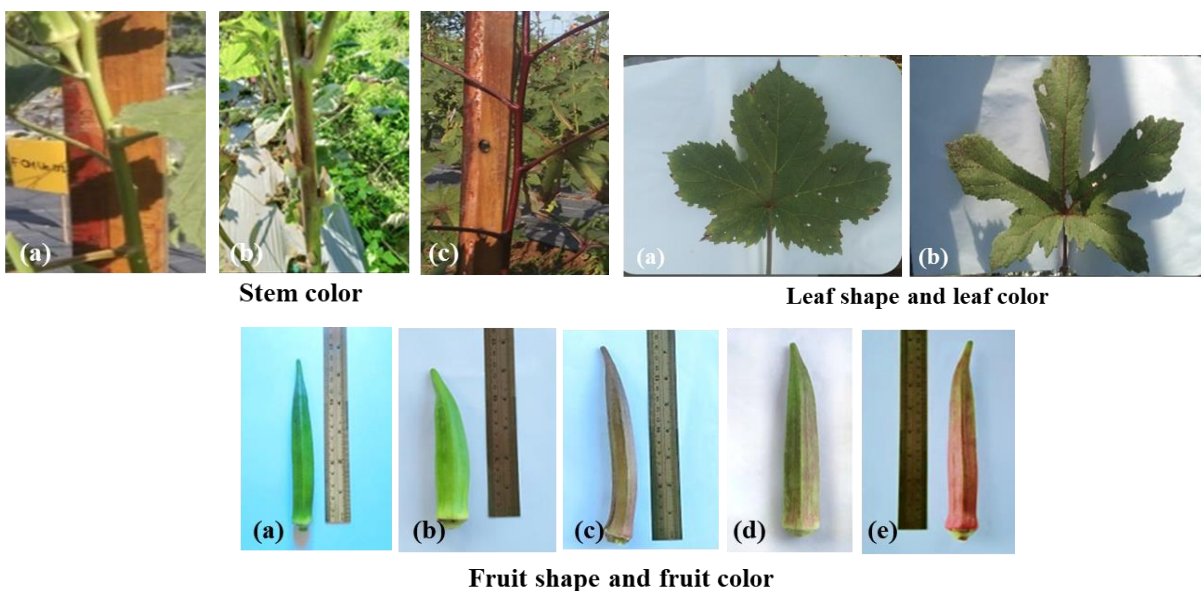 (a)
(b)
(c)
Stem color
(a)
(b)
Leaf shape and leaf color
(a)
(b)
(c)
(d)
(e)
Fruit shape and fruit color